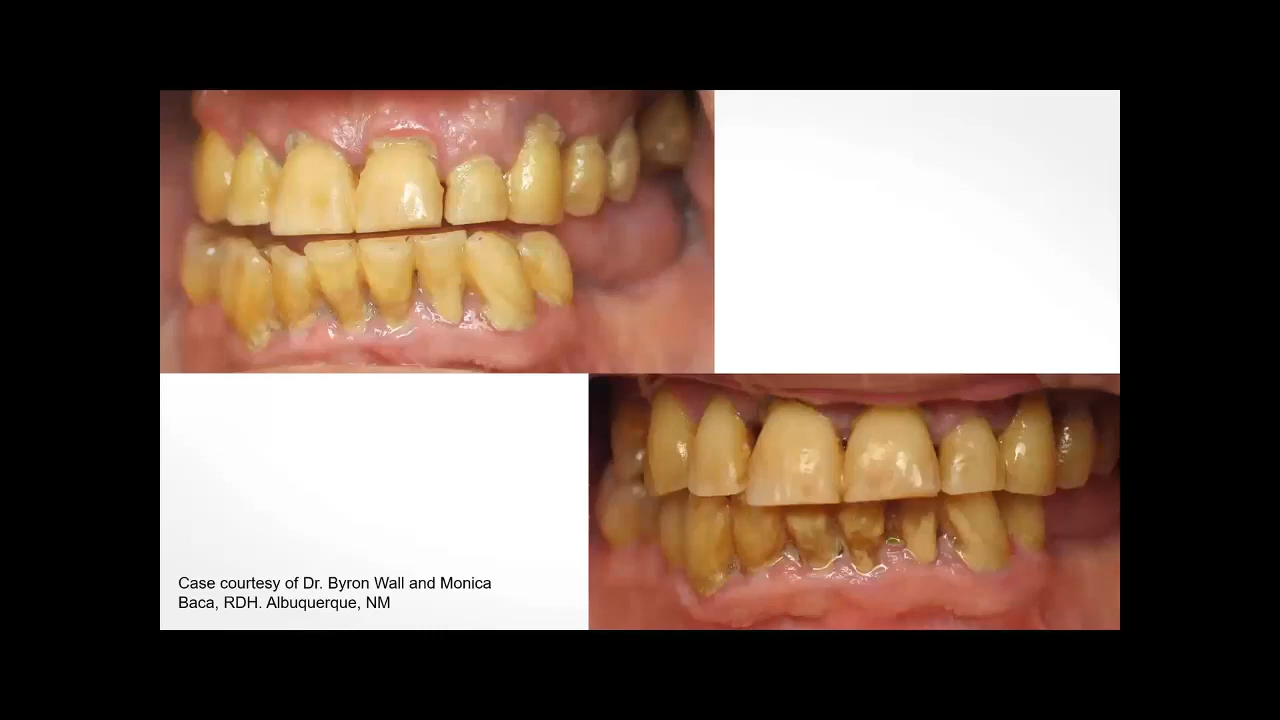 Case courtesy of Dr. Byron Wall and Monica
Baca, RDH. Albuquerque, NM